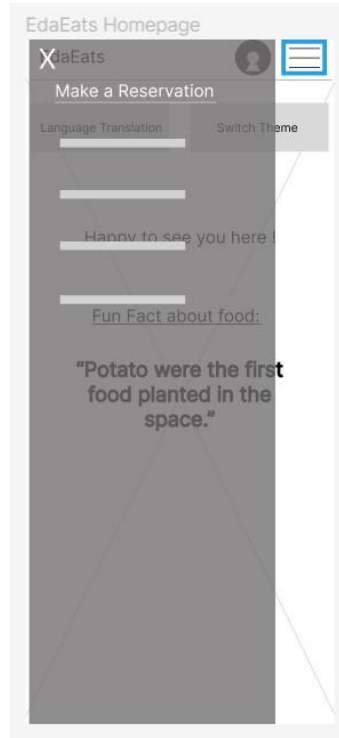 EdaEats Homepage
X
EdaEats
Make a Reservation
Language Translation
Switch Theme
Happy to see you here !
Fun Fact about food:
“Potato were the first
food planted in the
space.”